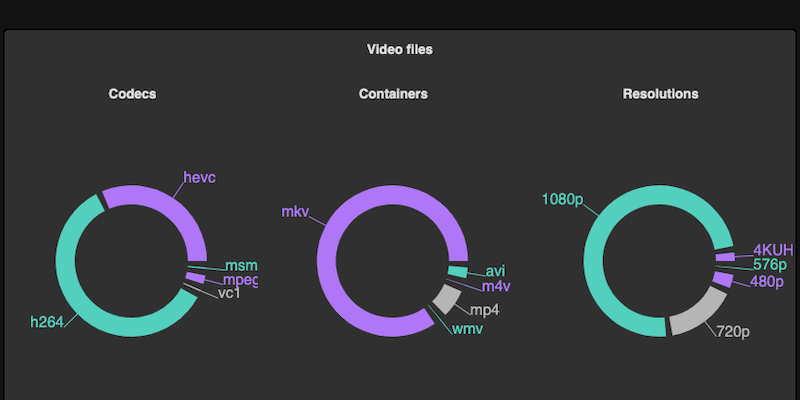 Video files
Codecs
Containers
Resolutions
hevc
msm
mpeg
vc1
h264
mkv
avi
m4v
mp4
wmv
1080p
4KUH
576p
480p
720p